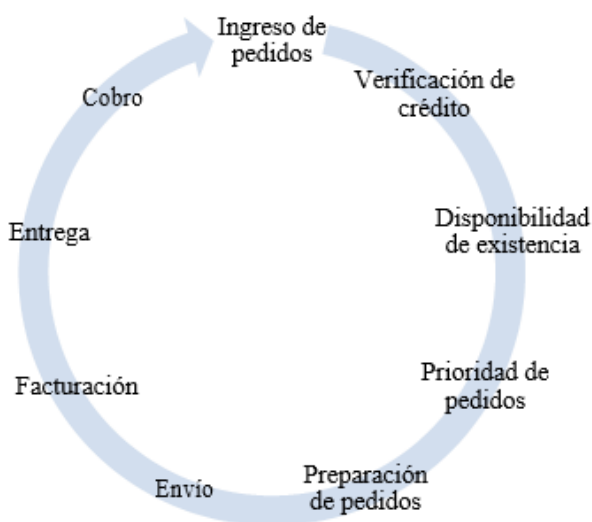 Ingreso de
pedidos
Verificación de
crédito
Disponibilidad
de existencia
Prioridad de
pedidos
Preparación
de pedidos
Envío
Facturación
Entrega
Cobro